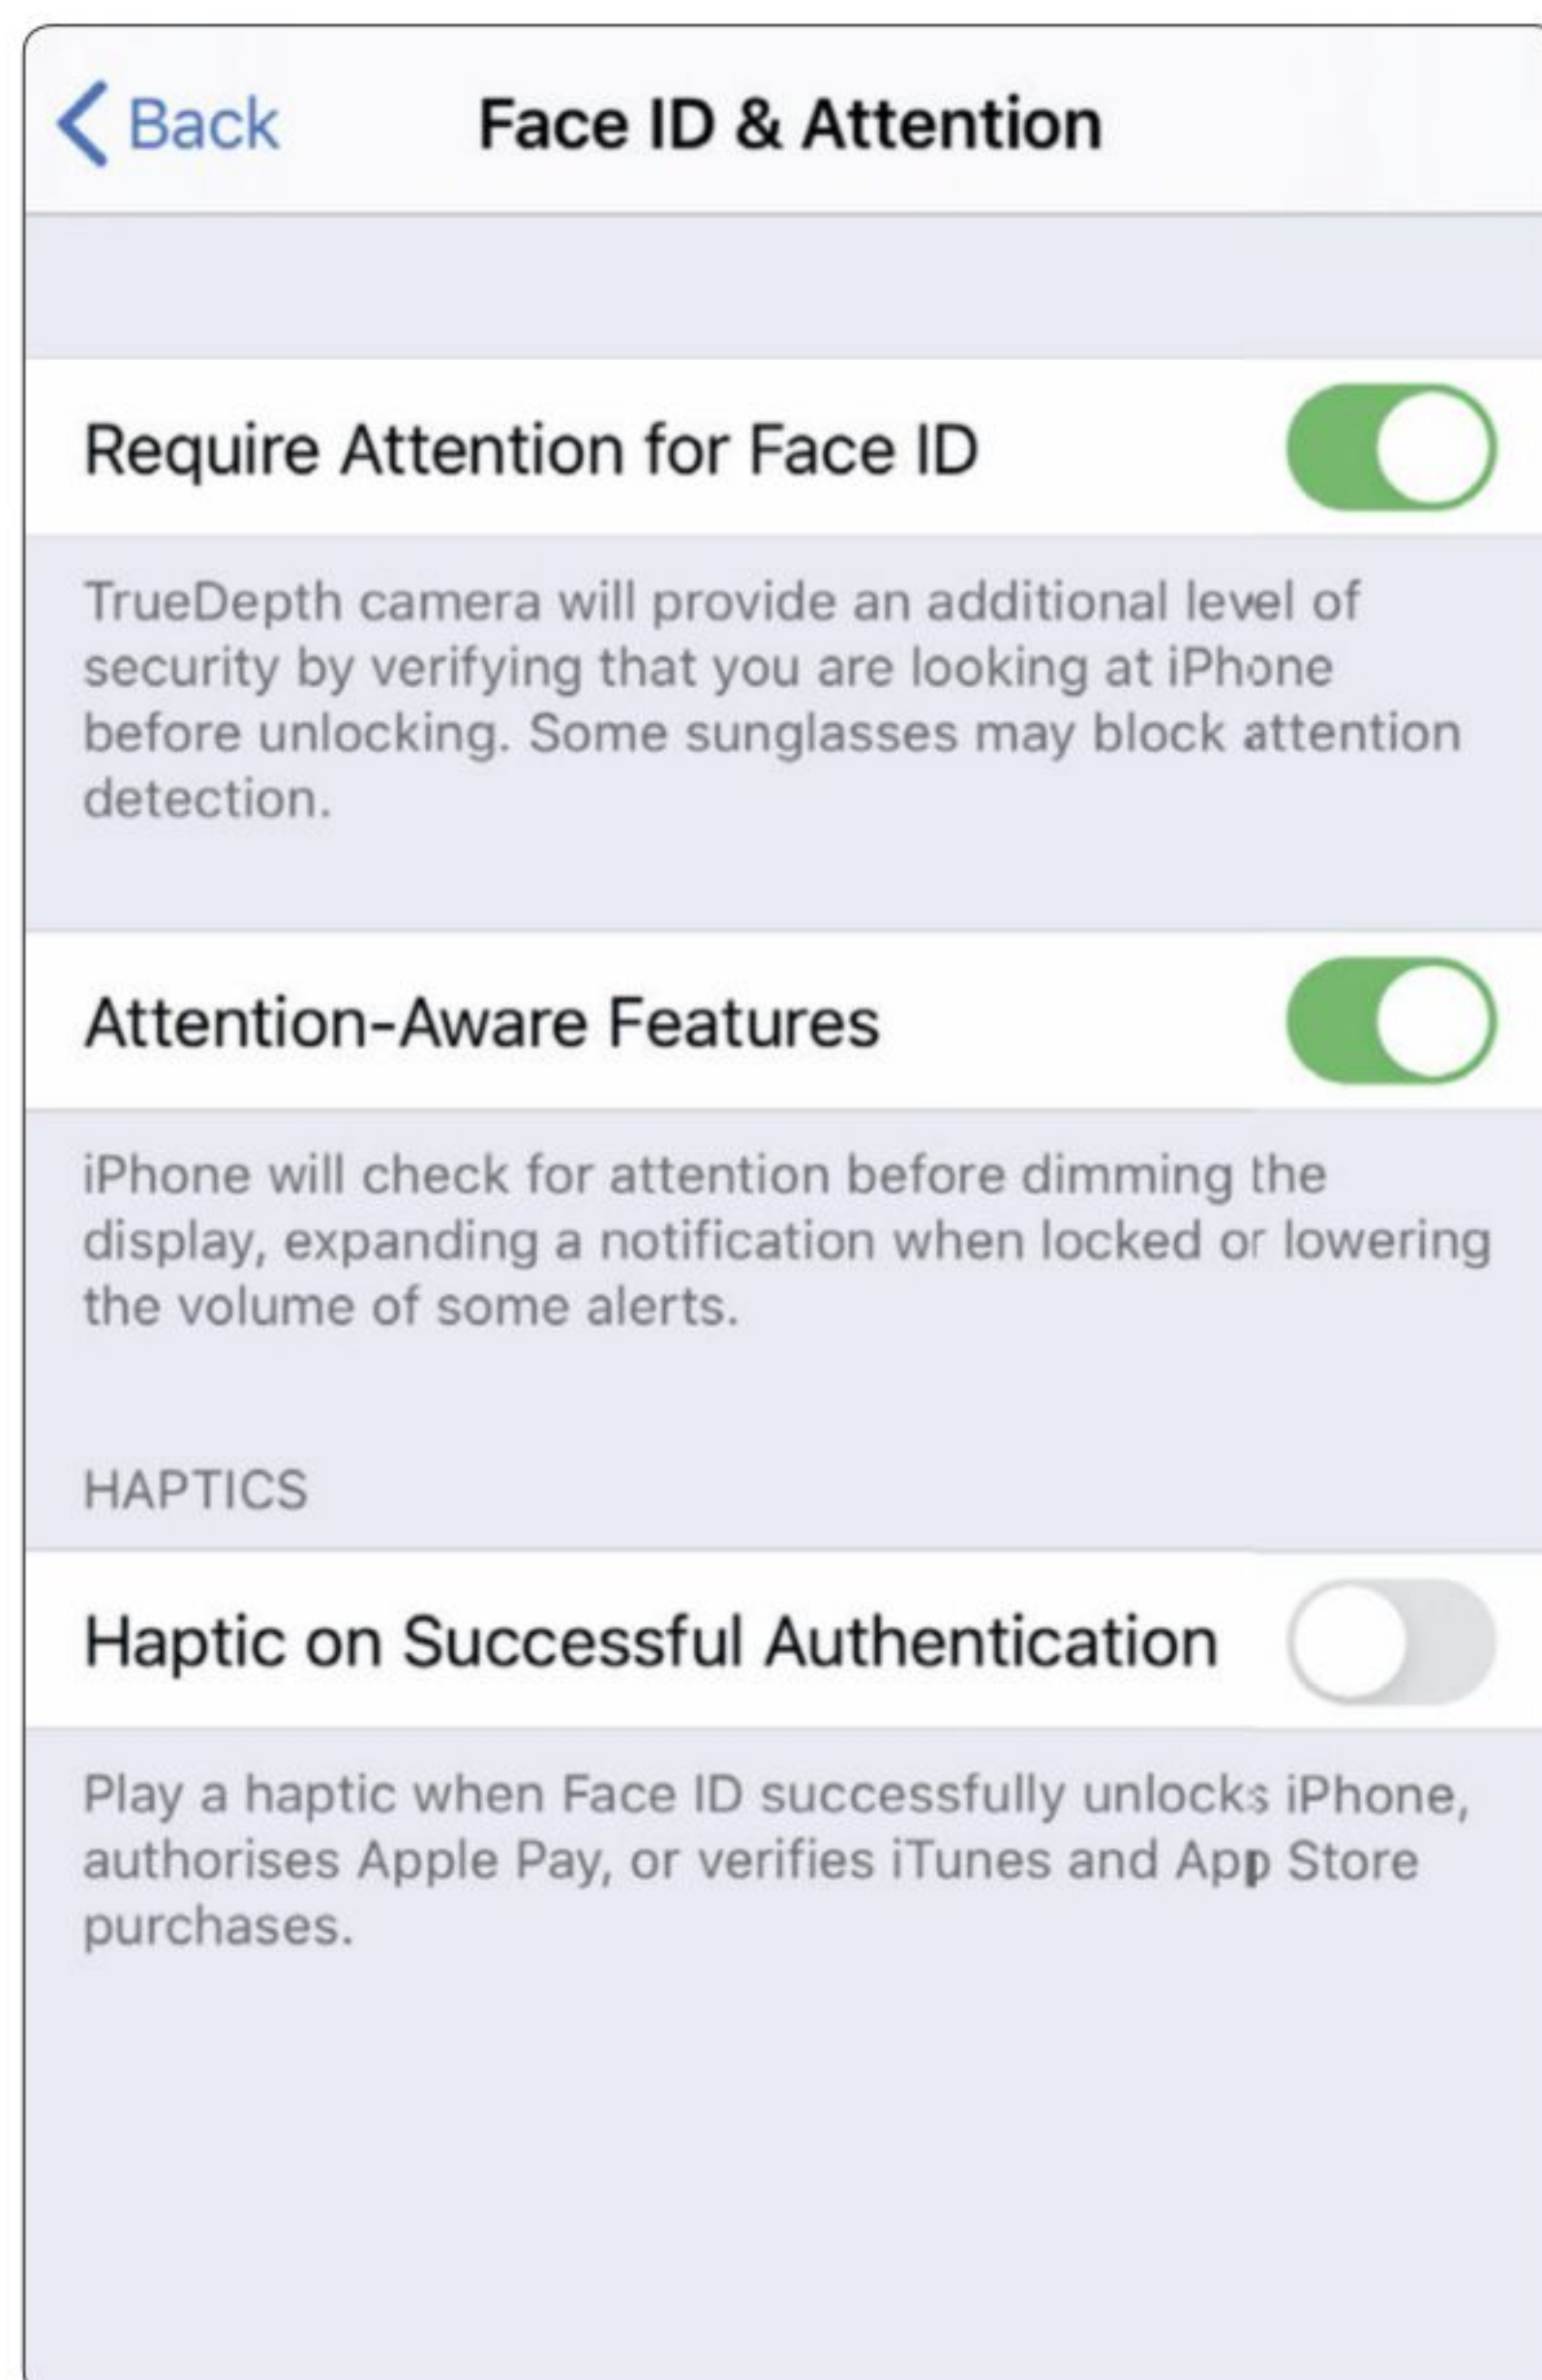 Back
Face ID & Attention
Require Attention for Face ID
TrueDepth camera will provide an additional level of
security by verifying that you are looking at iPhone
before unlocking. Some sunglasses may block attention
detection.
Attention-Aware Features
iPhone will check for attention before dimming the
display, expanding a notification when locked or lowering
the volume of some alerts.
HAPTICS
Haptic on Successful Authentication
Play a haptic when Face ID successfully unlocks iPhone,
authorises Apple Pay, or verifies iTunes and App Store
purchases.